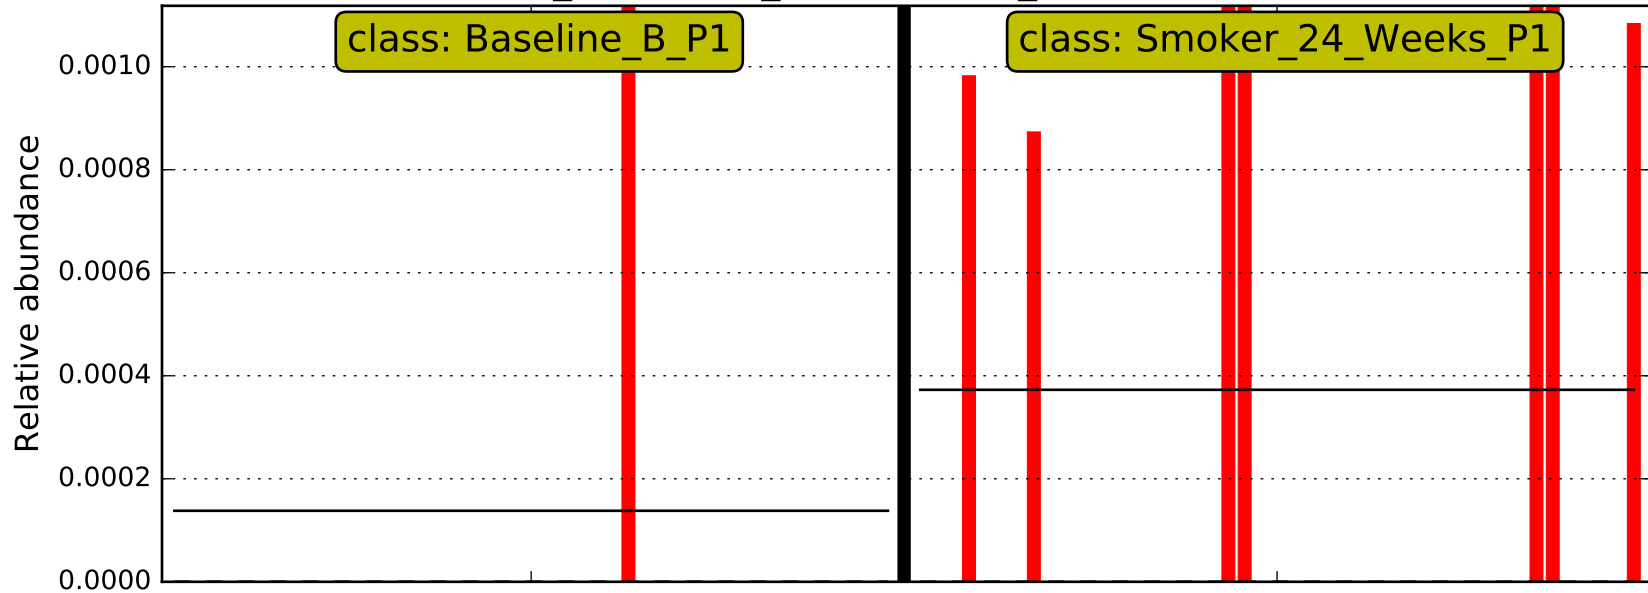 class: Baseline_B_P1
class: Smoker_24_Weeks_P1
Relative abundance
0.0010
0.0008
0.0006
0.0004
0.0002
0.0000